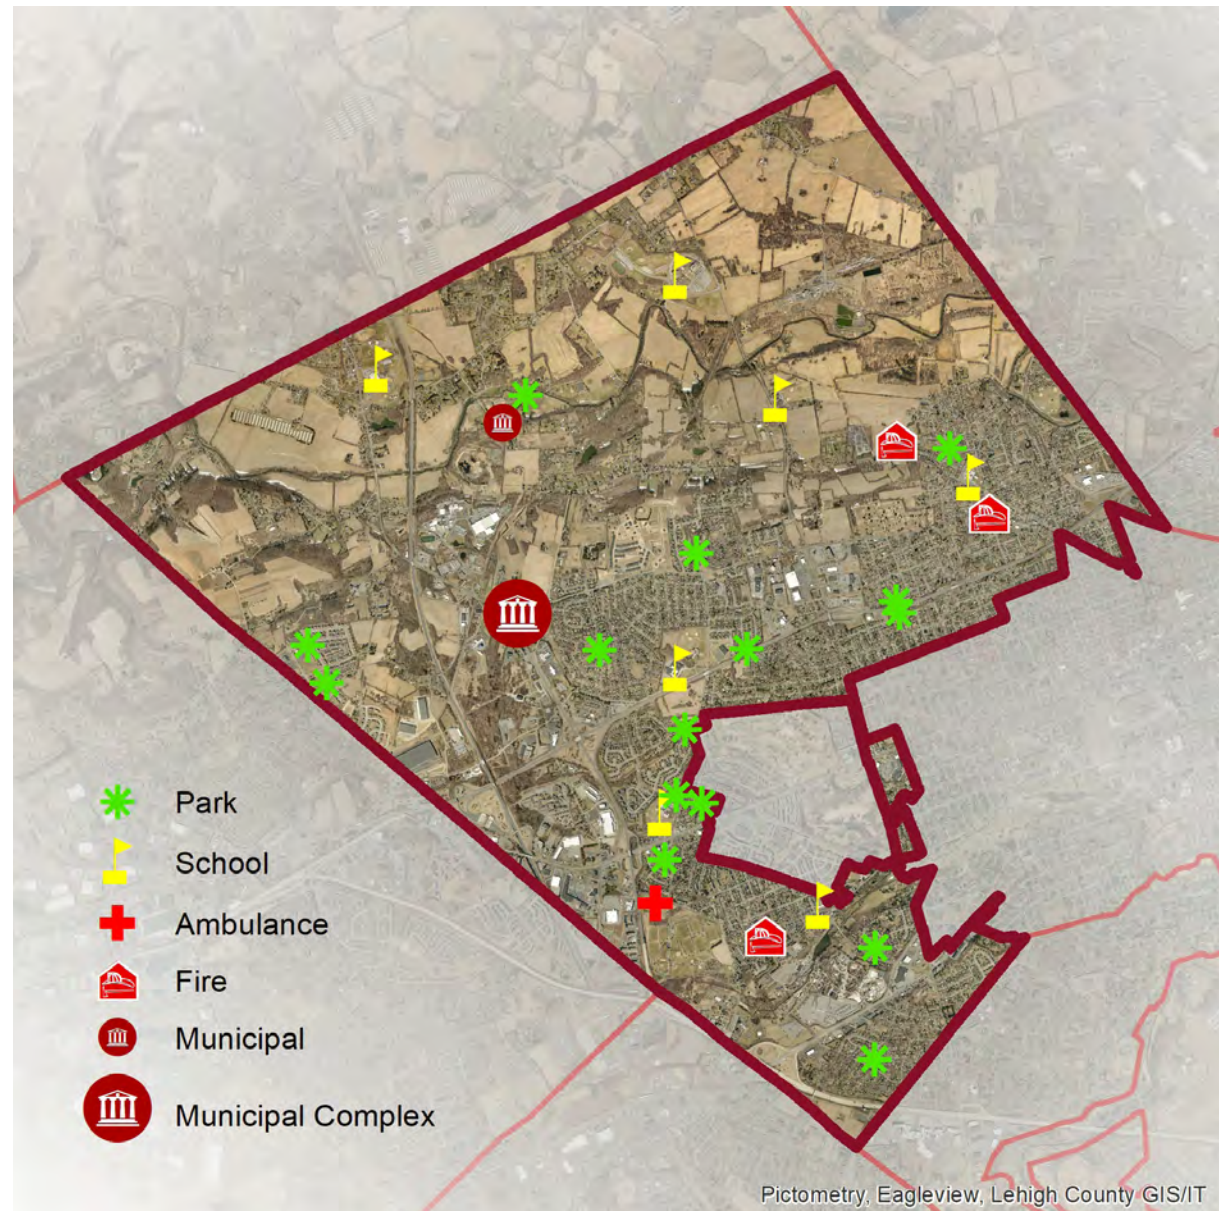 Park
School
Ambulance
Fire
Municipal
Municipal Complex
Pictometry, Eagleview, Lehigh County GIS/IT